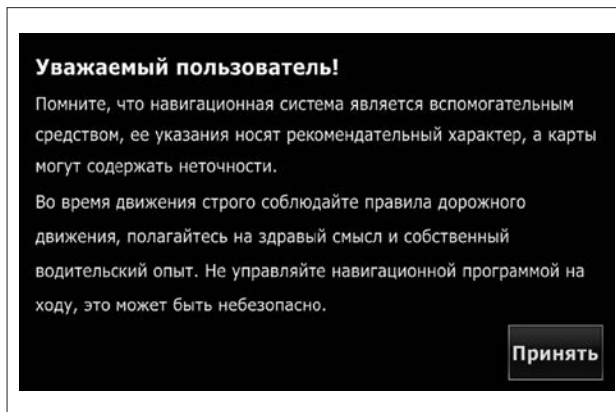 Уважаемый пользователь!
Помните, что навигационная система является вспомогательным
средством, ее указания носят рекомендательный характер, а карты
могут содержать неточности.
Во время движения строго соблюдайте правила дорожного
движения, полагайтесь на здравый смысл и собственный
водительский опыт. Не управляйте навигационной программой на
ходу, это может быть небезопасно.
Принять